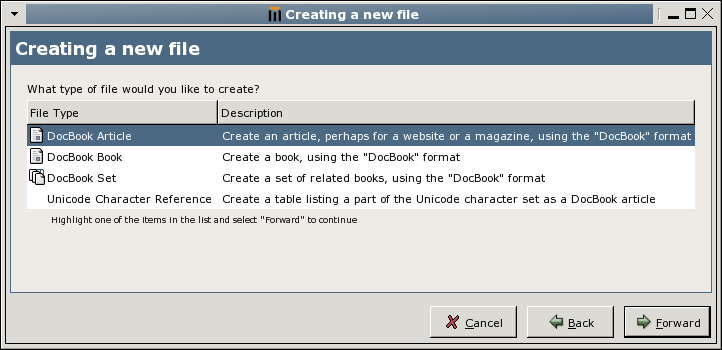 Creating a new file
Creating a new file
What type of file would you like to create?
File Type Description
DocBook Article Create an article, perhaps for a website or a magazine, using the "DocBook" format
DocBook Book Create a book, using the "DocBook" format
DocBook Set Create a set of related books, using the "DocBook" format
Unicode Character Reference Create a table listing a part of the Unicode character set as a DocBook article
Highlight one of the items in the list and select "Forward" to continue
Cancel Back Forward